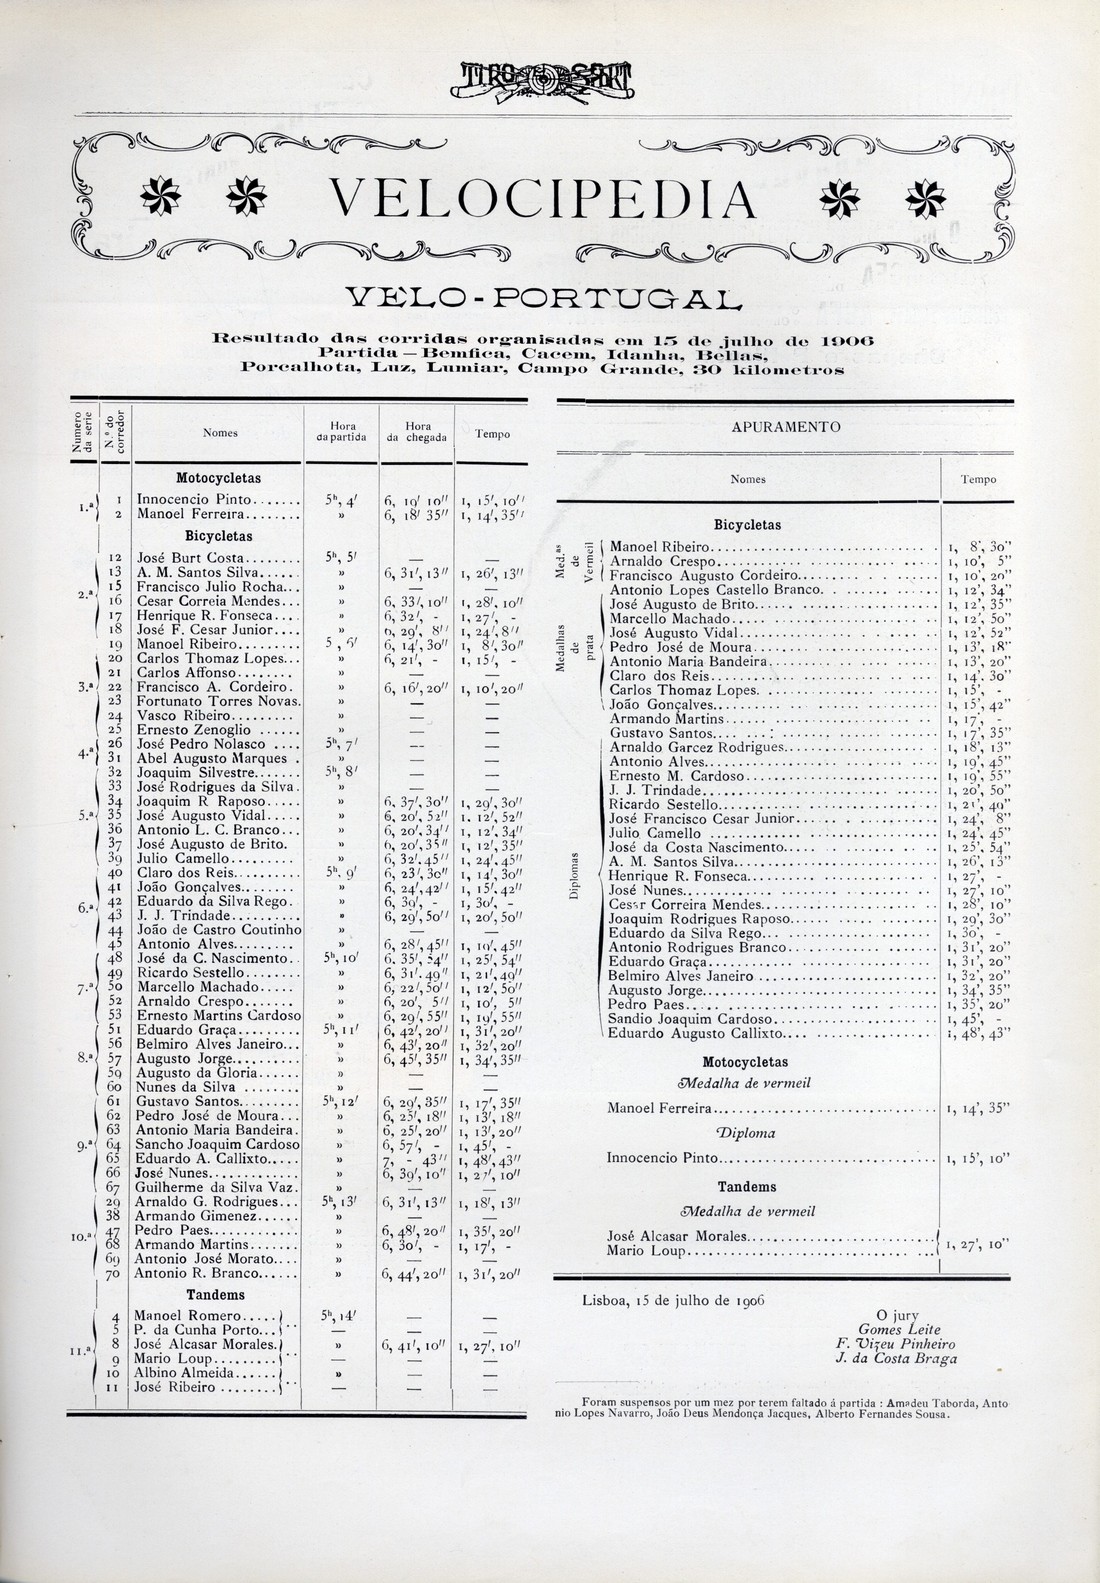 TIRO SPORT
VELOCIPEDIA
VELO-PORTUGAL
Resultado das corridas organisadas em 15 de julho de 1906
Partida — Bemfica, Cacem, Idanha, Bellas,
Porcalhota, Luz, Lumiar, Campo Grande, 30 kilometros
Numero da serie | N.º do corredor | Nomes | Hora da partida | Hora da chegada | Tempo
Motocycletas
1.ª
1 Innocencio Pinto....... 5ʰ, 4' 6, 19' 10'' 1, 15', 10''
2 Manoel Ferreira........ » 6, 18' 35'' 1, 14', 35''
Bicycletas
2.ª
12 José Burt Costa........ 5ʰ, 5' — —
13 A. M. Santos Silva...... » 6, 31', 13'' 1, 26', 13''
15 Francisco Julio Rocha... » — —
16 Cesar Correia Mendes... » 6, 33', 10'' 1, 28', 10''
17 Henrique R. Fonseca.... » 6, 32', - 1, 27', -
18 José F. Cesar Junior.... » 6, 29', 8'' 1, 24', 8''
3.ª
19 Manoel Ribeiro......... 5, 6' 6, 14', 30'' 1, 8', 30''
20 Carlos Thomaz Lopes... » 6, 21', - 1, 15', -
21 Carlos Affonso........ » — —
22 Francisco A. Cordeiro. » 6, 16', 20'' 1, 10', 20''
23 Fortunato Torres Novas. » — —
24 Vasco Ribeiro......... » — —
25 Ernesto Zenoglio ...... » — —
4.ª
26 José Pedro Nolasco .... 5ʰ, 7' — —
31 Abel Augusto Marques . » — —
5.ª
32 Joaquim Silvestre....... 5ʰ, 8' — —
33 José Rodrigues da Silva. » — —
34 Joaquim R Raposo..... » 6, 37', 30'' 1, 29', 30''
35 José Augusto Vidal..... » 6, 20', 52'' 1. 12', 52''
36 Antonio L. C. Branco... » 6, 20', 34'' 1, 12', 34''
37 José Augusto de Brito. » 6, 20', 35'' 1, 12', 35''
39 Julio Camello......... » 6, 32'. 45'' 1, 24'. 45''
6.ª
40 Claro dos Reis......... 5ʰ. 9' 6, 23', 30'' 1, 14', 30''
41 João Gonçalves........ » 6, 24', 42'' 1, 15'. 42''
42 Eduardo da Silva Rego. » 6, 39', - 1, 30', -
43 J. J. Trindade.......... » 6, 29', 50'' 1, 20', 50''
44 João de Castro Coutinho » — —
45 Antonio Alves......... » 6, 28', 45'' 1, 19', 45''
7.ª
48 José da C. Nascimento. . 5ʰ, 10' 6. 35', 54'' 1, 25', 54''
49 Ricardo Sestello........ » 6, 31'. 49'' 1, 21', 49''
50 Marcello Machado..... » 6, 22', 50'' 1, 12', 50''
52 Arnaldo Crespo....... » 6, 20', 5'' 1, 10', 5''
53 Ernesto Martins Cardoso » 6, 29', 55'' 1, 19', 55''
8.ª
51 Eduardo Graça......... 5ʰ, 11' 6, 42', 20'' 1, 31', 20''
56 Belmiro Alves Janeiro... » 6, 43', 20'' 1, 32', 20''
57 Augusto Jorge.......... » 6, 45', 35'' 1, 34', 35''
59 Augusto da Gloria...... » — —
60 Nunes da Silva ........ » — —
9.ª
61 Gustavo Santos......... 5ʰ, 12' 6, 29', 35'' 1, 17', 35''
62 Pedro José de Moura... » 6, 25', 18'' 1, 13', 18''
63 Antonio Maria Bandeira. » 6, 25', 20'' 1, 13', 20''
64 Sancho Joaquim Cardoso » 6, 57', - 1, 45', -
65 Eduardo A. Callixto..... » 7, - 43'' 1, 48', 43''
66 José Nunes............. » 6, 39', 10'' 1, 27', 10''
67 Guilherme da Silva Vaz. » — —
10.ª
29 Arnaldo G. Rodrigues... 5ʰ, 13' 6, 31', 13'' 1, 18', 13''
38 Armando Gimenez...... » — —
47 Pedro Paes............ » 6, 48', 20'' 1, 35', 20''
68 Armando Martins....... » 6, 30', - 1, 17', -
69 Antonio José Morato.... » — —
70 Antonio R. Branco...... » 6, 44', 20'' 1, 31', 20''
Tandems
11.ª
4 Manoel Romero..... 5ʰ, 14' — —
5 P. da Cunha Porto... — — —
8 José Alcasar Morales. » 6, 41', 10'' 1, 27', 10''
9 Mario Loup......... — — —
10 Albino Almeida...... » — —
11 José Ribeiro ........ — — —
APURAMENTO
Nomes | Tempo
Bicycletas
Med.ªs de Vermeil
Manoel Ribeiro........ 1, 8', 30''
Arnaldo Crespo........ 1, 10', 5''
Francisco Augusto Cordeiro........ 1, 10', 20''
Medalhas de prata
Antonio Lopes Castello Branco........ 1, 12', 34''
José Augusto de Brito........ 1, 12', 35''
Marcello Machado........ 1, 12', 50''
José Augusto Vidal........ 1, 12', 52''
Pedro José de Moura........ 1, 13', 18''
Antonio Maria Bandeira........ 1, 13', 20''
Claro dos Reis........ 1, 14', 30''
Carlos Thomaz Lopes. ........ 1, 15', -
João Gonçalves........ 1, 15', 42''
Diplomas
Armando Martins........ 1, 17', -
Gustavo Santos........ 1, 17', 35''
Arnaldo Garcez Rodrigues........ 1, 18', 13''
Antonio Alves........ 1, 19', 45''
Ernesto M. Cardoso........ 1, 19', 55''
J. J. Trindade........ 1, 20', 50''
Ricardo Sestello........ 1, 21', 49''
José Francisco Cesar Junior........ 1, 24', 8''
Julio Camello ........ 1, 24', 45''
José da Costa Nascimento........ 1, 25', 54''
A. M. Santos Silva........ 1, 26', 13''
Henrique R. Fonseca........ 1, 27', -
José Nunes........ 1, 27', 10''
Cesar Correira Mendes........ 1, 28', 10''
Joaquim Rodrigues Raposo........ 1, 29', 30''
Eduardo da Silva Rego........ 1, 30', -
Antonio Rodrigues Branco........ 1, 31', 20''
Eduardo Graça........ 1, 31', 20''
Belmiro Alves Janeiro ........ 1, 32', 20''
Augusto Jorge........ 1, 34', 35''
Pedro Paes........ 1, 35', 20''
Sandio Joaquim Cardoso........ 1, 45', -
Eduardo Augusto Callixto........ 1, 48', 43''
Motocycletas
Medalha de vermeil
Manoel Ferreira........ 1, 14', 35''
Diploma
Innocencio Pinto........ 1, 15', 10''
Tandems
Medalha de vermeil
José Alcasar Morales........
Mario Loup........ 1, 27', 10''
Lisboa, 15 de julho de 1906
O jury
Gomes Leite
F. Vizeu Pinheiro
J. da Costa Braga
Foram suspensos por um mez por terem faltado á partida : Amadeu Taborda, Anto
nio Lopes Navarro, João Deus Mendonça Jacques, Alberto Fernandes Sousa.